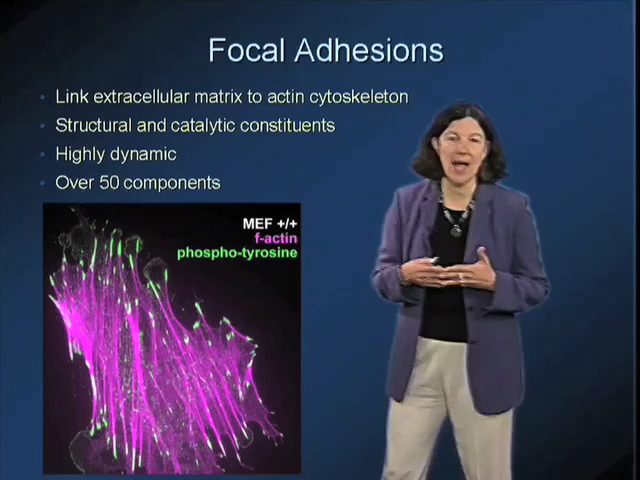 Focal Adhesions
Link extracellular matrix to actin cytoskeleton
Structural and catalytic constituents
Highly dynamic
Over 50 components
MEF +/+
f-actin
phospho-tyrosine